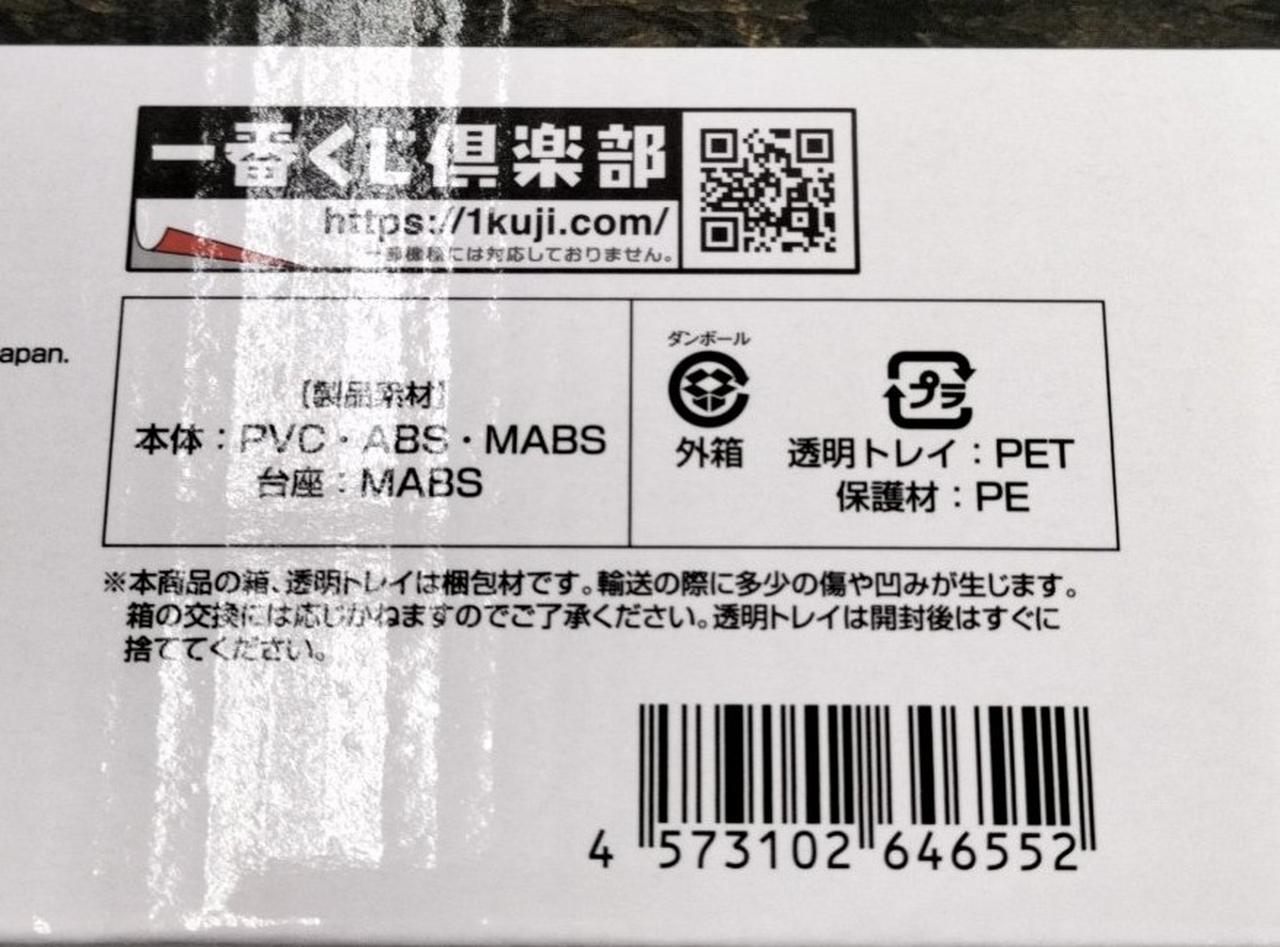 一番くじ倶楽部
https://1kuji.com/
一部機種には対応しておりません。
apan.
[製品素材]
本体：PVC・ABS・MABS
台座：MABS
ダンボール
プラ
外箱 透明トレイ：PET
保護材：PE
※本商品の箱、透明トレイは梱包材です。輸送の際に多少の傷や凹みが生じます。
箱の交換には応じかねますのでご了承ください。透明トレイは開封後はすぐに
捨ててください。
4 573102 646552